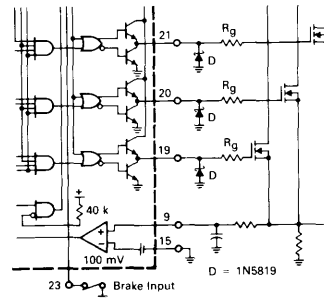 21
Rg
D
20
Rg
D
19
Rg
D
+
40 k
9
+
-
15
100 mV
D = 1N5819
23
Brake Input